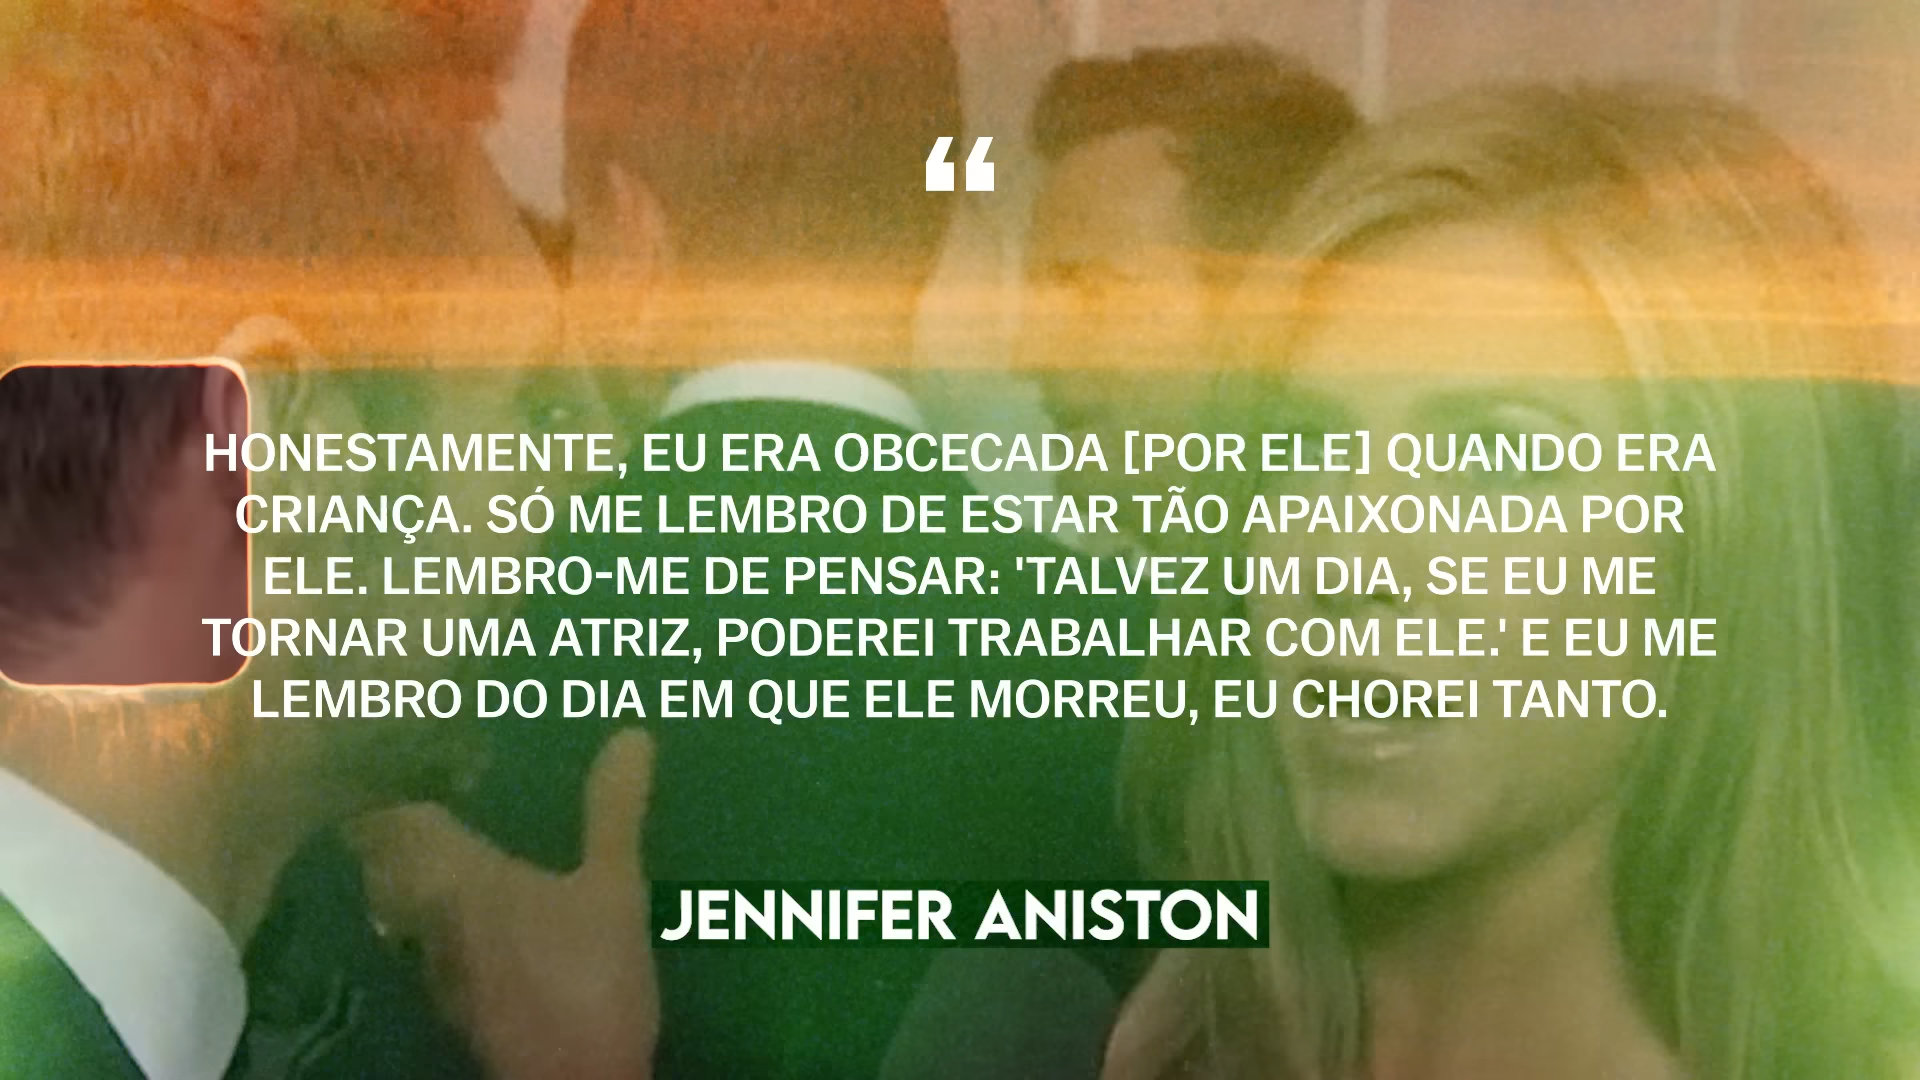 “
HONESTAMENTE, EU ERA OBCECADA [POR ELE] QUANDO ERA
CRIANÇA. SÓ ME LEMBRO DE ESTAR TÃO APAIXONADA POR
ELE. LEMBRO-ME DE PENSAR: 'TALVEZ UM DIA, SE EU ME
TORNAR UMA ATRIZ, PODEREI TRABALHAR COM ELE.' E EU ME
LEMBRO DO DIA EM QUE ELE MORREU, EU CHOREI TANTO.
JENNIFER ANISTON